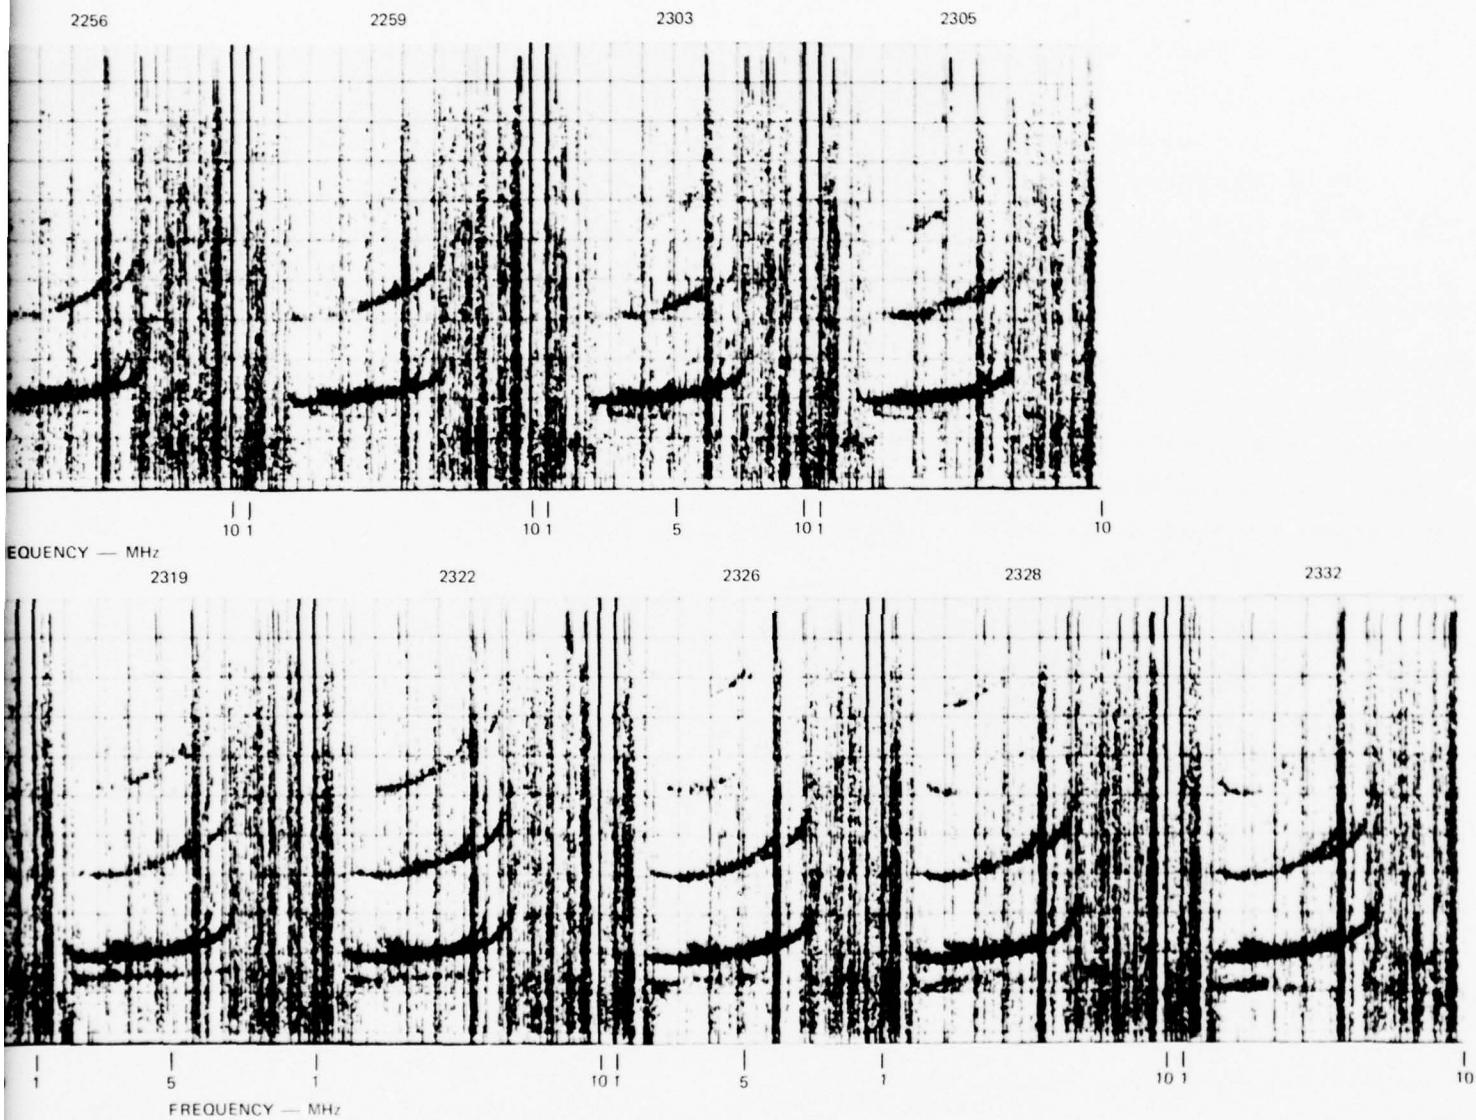 2256 2259 2303 2305
10 1 10 1 5 10 1 10
EQUENCY — MHz
2319 2322 2326 2328 2332
1 5 1 10 1 5 1 10 1 10
FREQUENCY — MHz